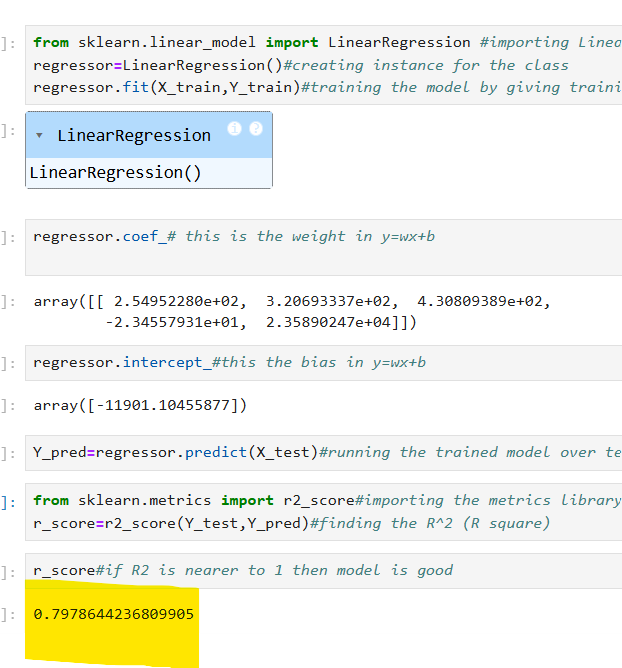 ]: from sklearn.linear_model import LinearRegression #importing
regressor=LinearRegression()#creating instance for the class
regressor.fit(X_train,Y_train)#training the model by giving
]: LinearRegression i ?
LinearRegression()
]: regressor.coef_# this is the weight in y=wx+b
]: array([[ 2.54952280e+02,  3.20693337e+02,  4.30809389e+02,
-2.34557931e+01,  2.35890247e+04]])
]: regressor.intercept_#this the bias in y=wx+b
]: array([-11901.10455877])
]: Y_pred=regressor.predict(X_test)#running the trained model over
]: from sklearn.metrics import r2_score#importing the metrics library
r_score=r2_score(Y_test,Y_pred)#finding the R^2 (R square)
]: r_score#if R2 is nearer to 1 then model is good
]: 0.7978644236809905